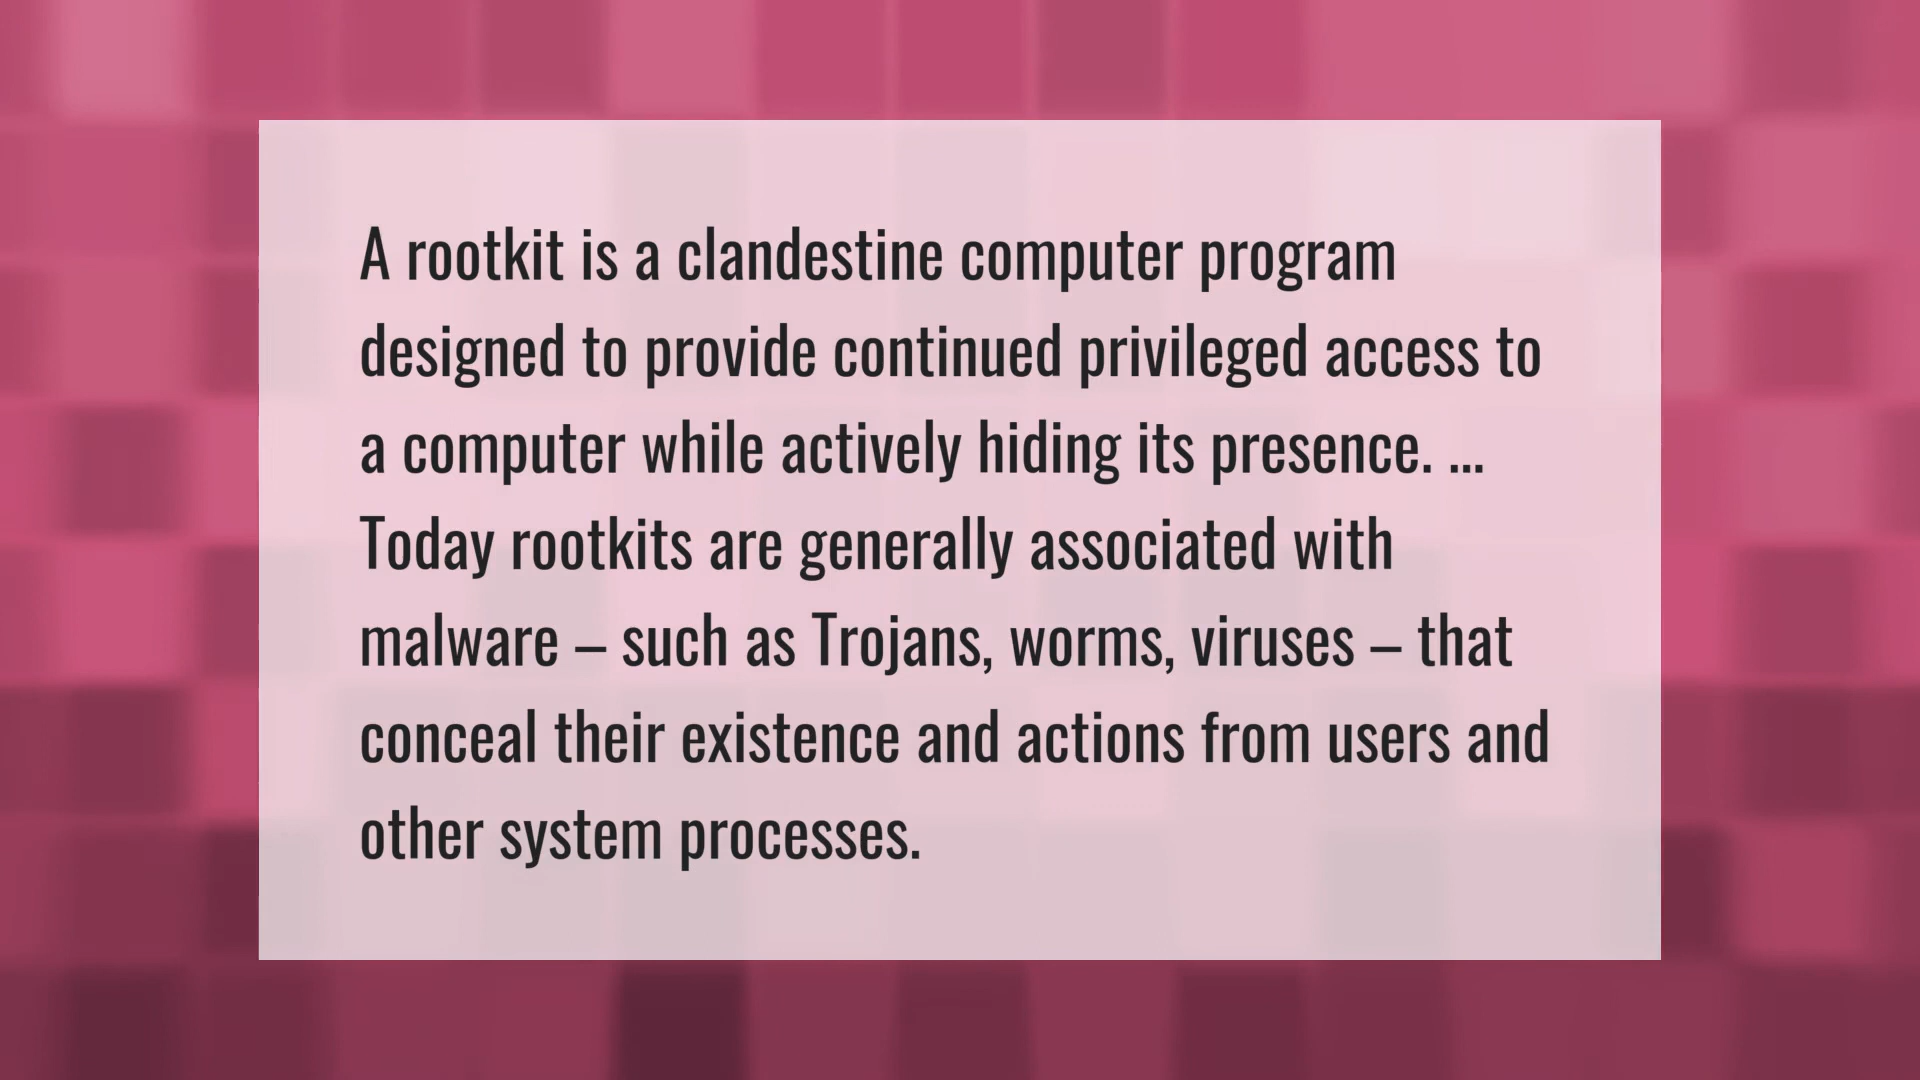 A rootkit is a clandestine computer program
designed to provide continued privileged access to
a computer while actively hiding its presence. ...
Today rootkits are generally associated with
malware – such as Trojans, worms, viruses – that
conceal their existence and actions from users and
other system processes.